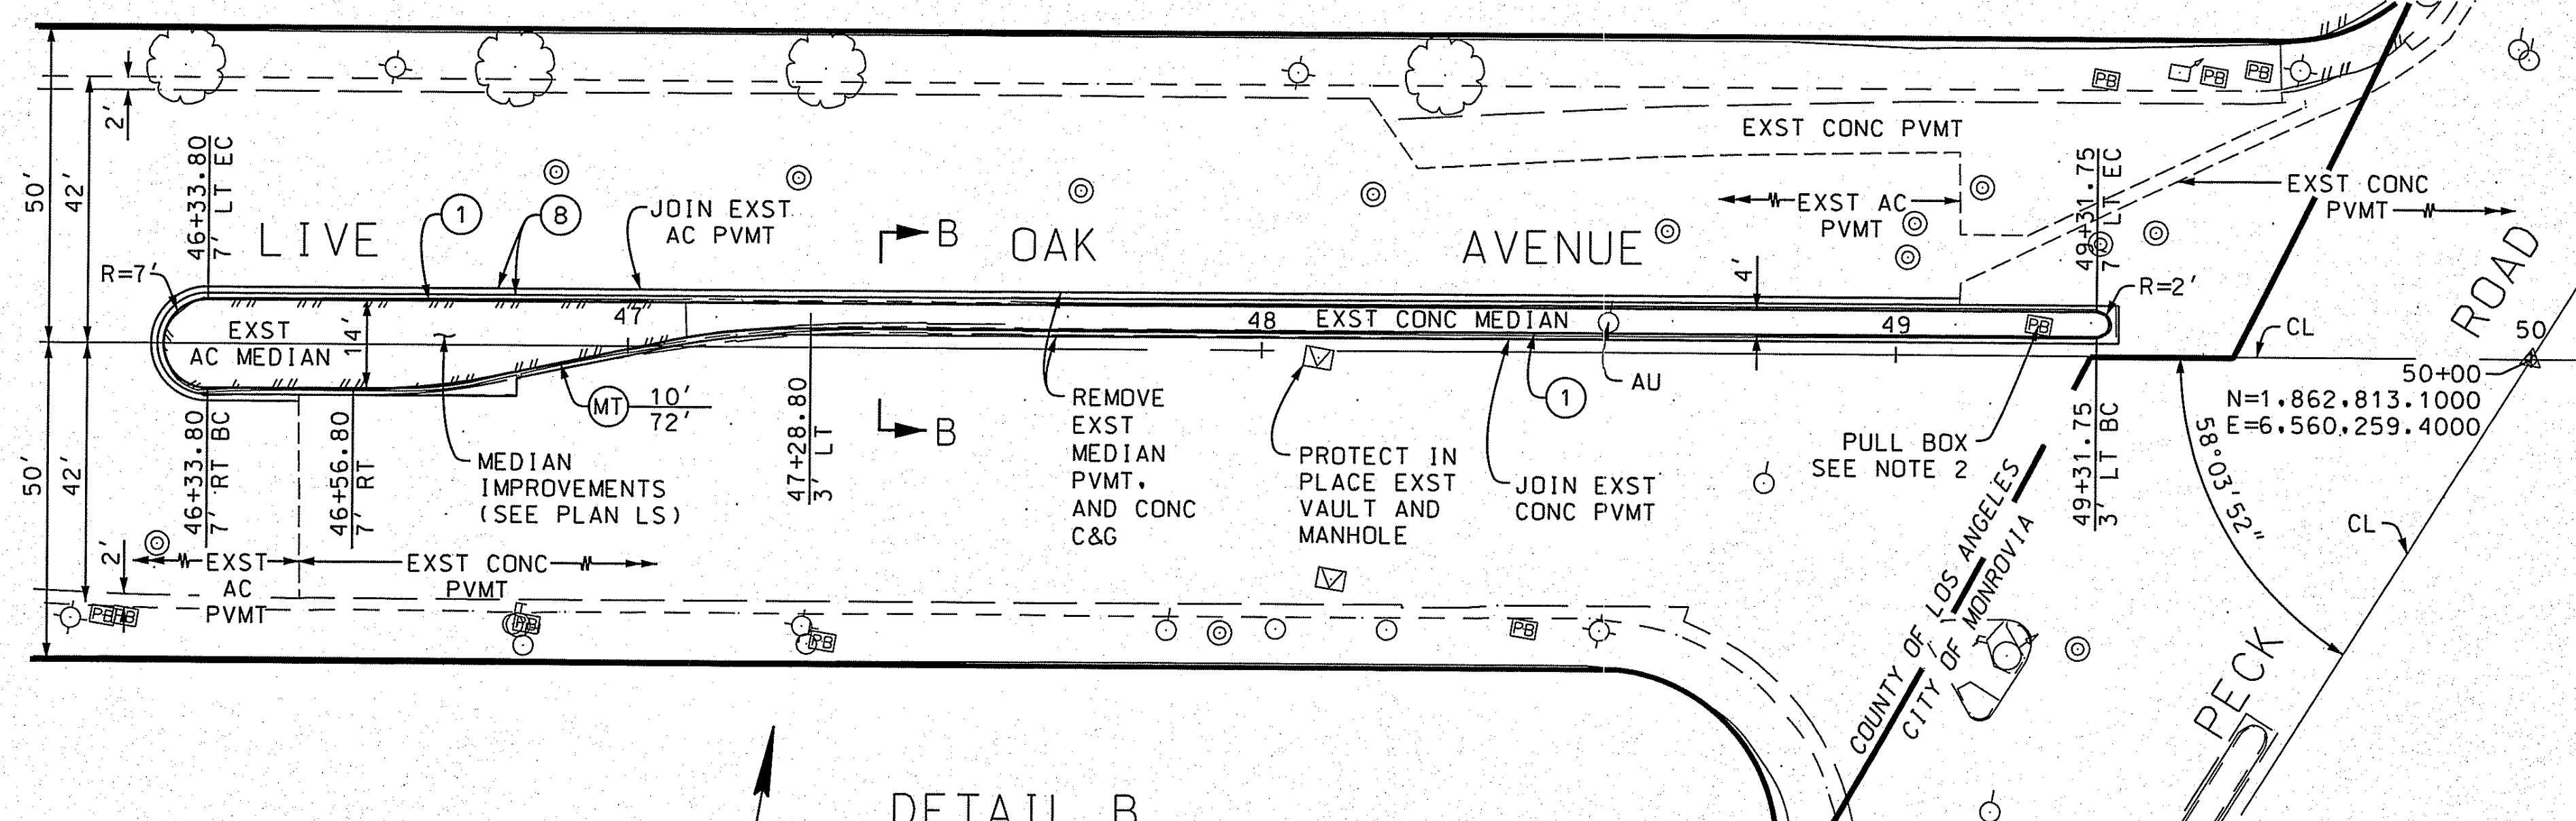 50'
42'
2'
46+33.80
7' LT EC
R=7'
LIVE OAK AVENUE
1
8
JOIN EXST
AC PVMT
B
EXST CONC PVMT
PB
PB
PB
EXST AC
PVMT
49+31.75
7' LT EC
EXST CONC
PVMT
ROAD
4'
R=2'
EXST
AC MEDIAN
14'
47
48
EXST CONC MEDIAN
49
PB
CL
50
50+00
N=1,862,813.1000
E=6,560,259.4000
50'
42'
2'
46+33.80
7' RT BC
46+56.80
7' RT
MT
10'
72'
MEDIAN
IMPROVEMENTS
(SEE PLAN LS)
47+28.80
3' LT
B
REMOVE
EXST
MEDIAN
PVMT,
AND CONC
C&G
PROTECT IN
PLACE EXST
VAULT AND
MANHOLE
JOIN EXST
CONC PVMT
1
AU
PULL BOX
SEE NOTE 2
49+31.75
3' LT BC
58°03'52"
CL
EXST
AC
PVMT
EXST CONC
PVMT
PB
PB
PB
PB
PB
COUNTY OF LOS ANGELES
CITY OF MONROVIA
PECK
DETAIL B